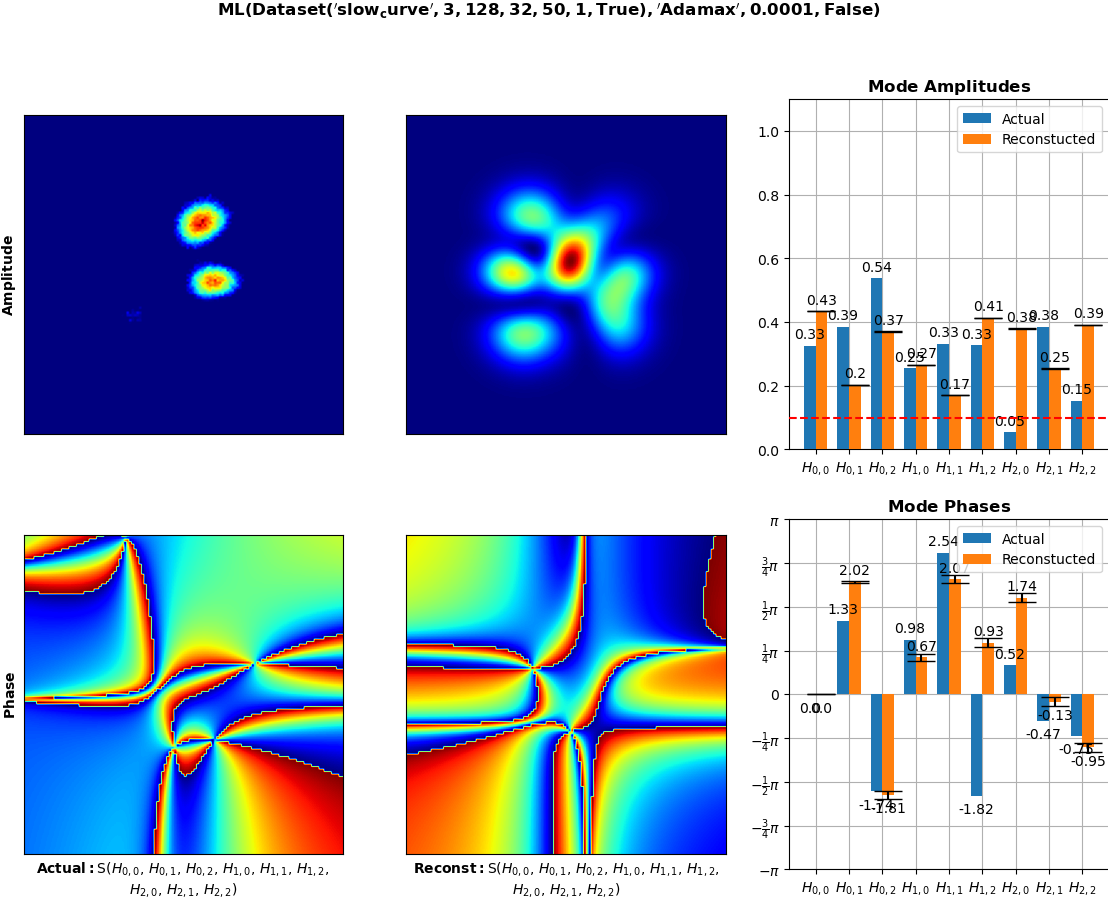 ML(Dataset('slow_curve', 3, 128, 32, 50, 1, True), 'Adamax', 0.0001, False)
Amplitude
Mode Amplitudes
Actual
Reconstucted
1.0
0.8
0.6
0.4
0.2
0.0
0.33 0.39 0.54 0.25 0.33 0.33 0.05 0.38 0.15
0.43 0.2 0.37 0.27 0.17 0.41 0.38 0.25 0.39
H0,0 H0,1 H0,2 H1,0 H1,1 H1,2 H2,0 H2,1 H2,2
Phase
Mode Phases
Actual
Reconstucted
π
3/4π
1/2π
1/4π
0
−1/4π
−1/2π
−3/4π
−π
0.0 1.33 -1.74 0.98 2.54 -1.82 0.52 -0.47
0.0 2.02 -1.81 0.67 2.07 0.93 1.74 -0.13 -0.95
H0,0 H0,1 H0,2 H1,0 H1,1 H1,2 H2,0 H2,1 H2,2
Actual: S(H0,0, H0,1, H0,2, H1,0, H1,1, H1,2,
H2,0, H2,1, H2,2)
Reconst: S(H0,0, H0,1, H0,2, H1,0, H1,1, H1,2,
H2,0, H2,1, H2,2)